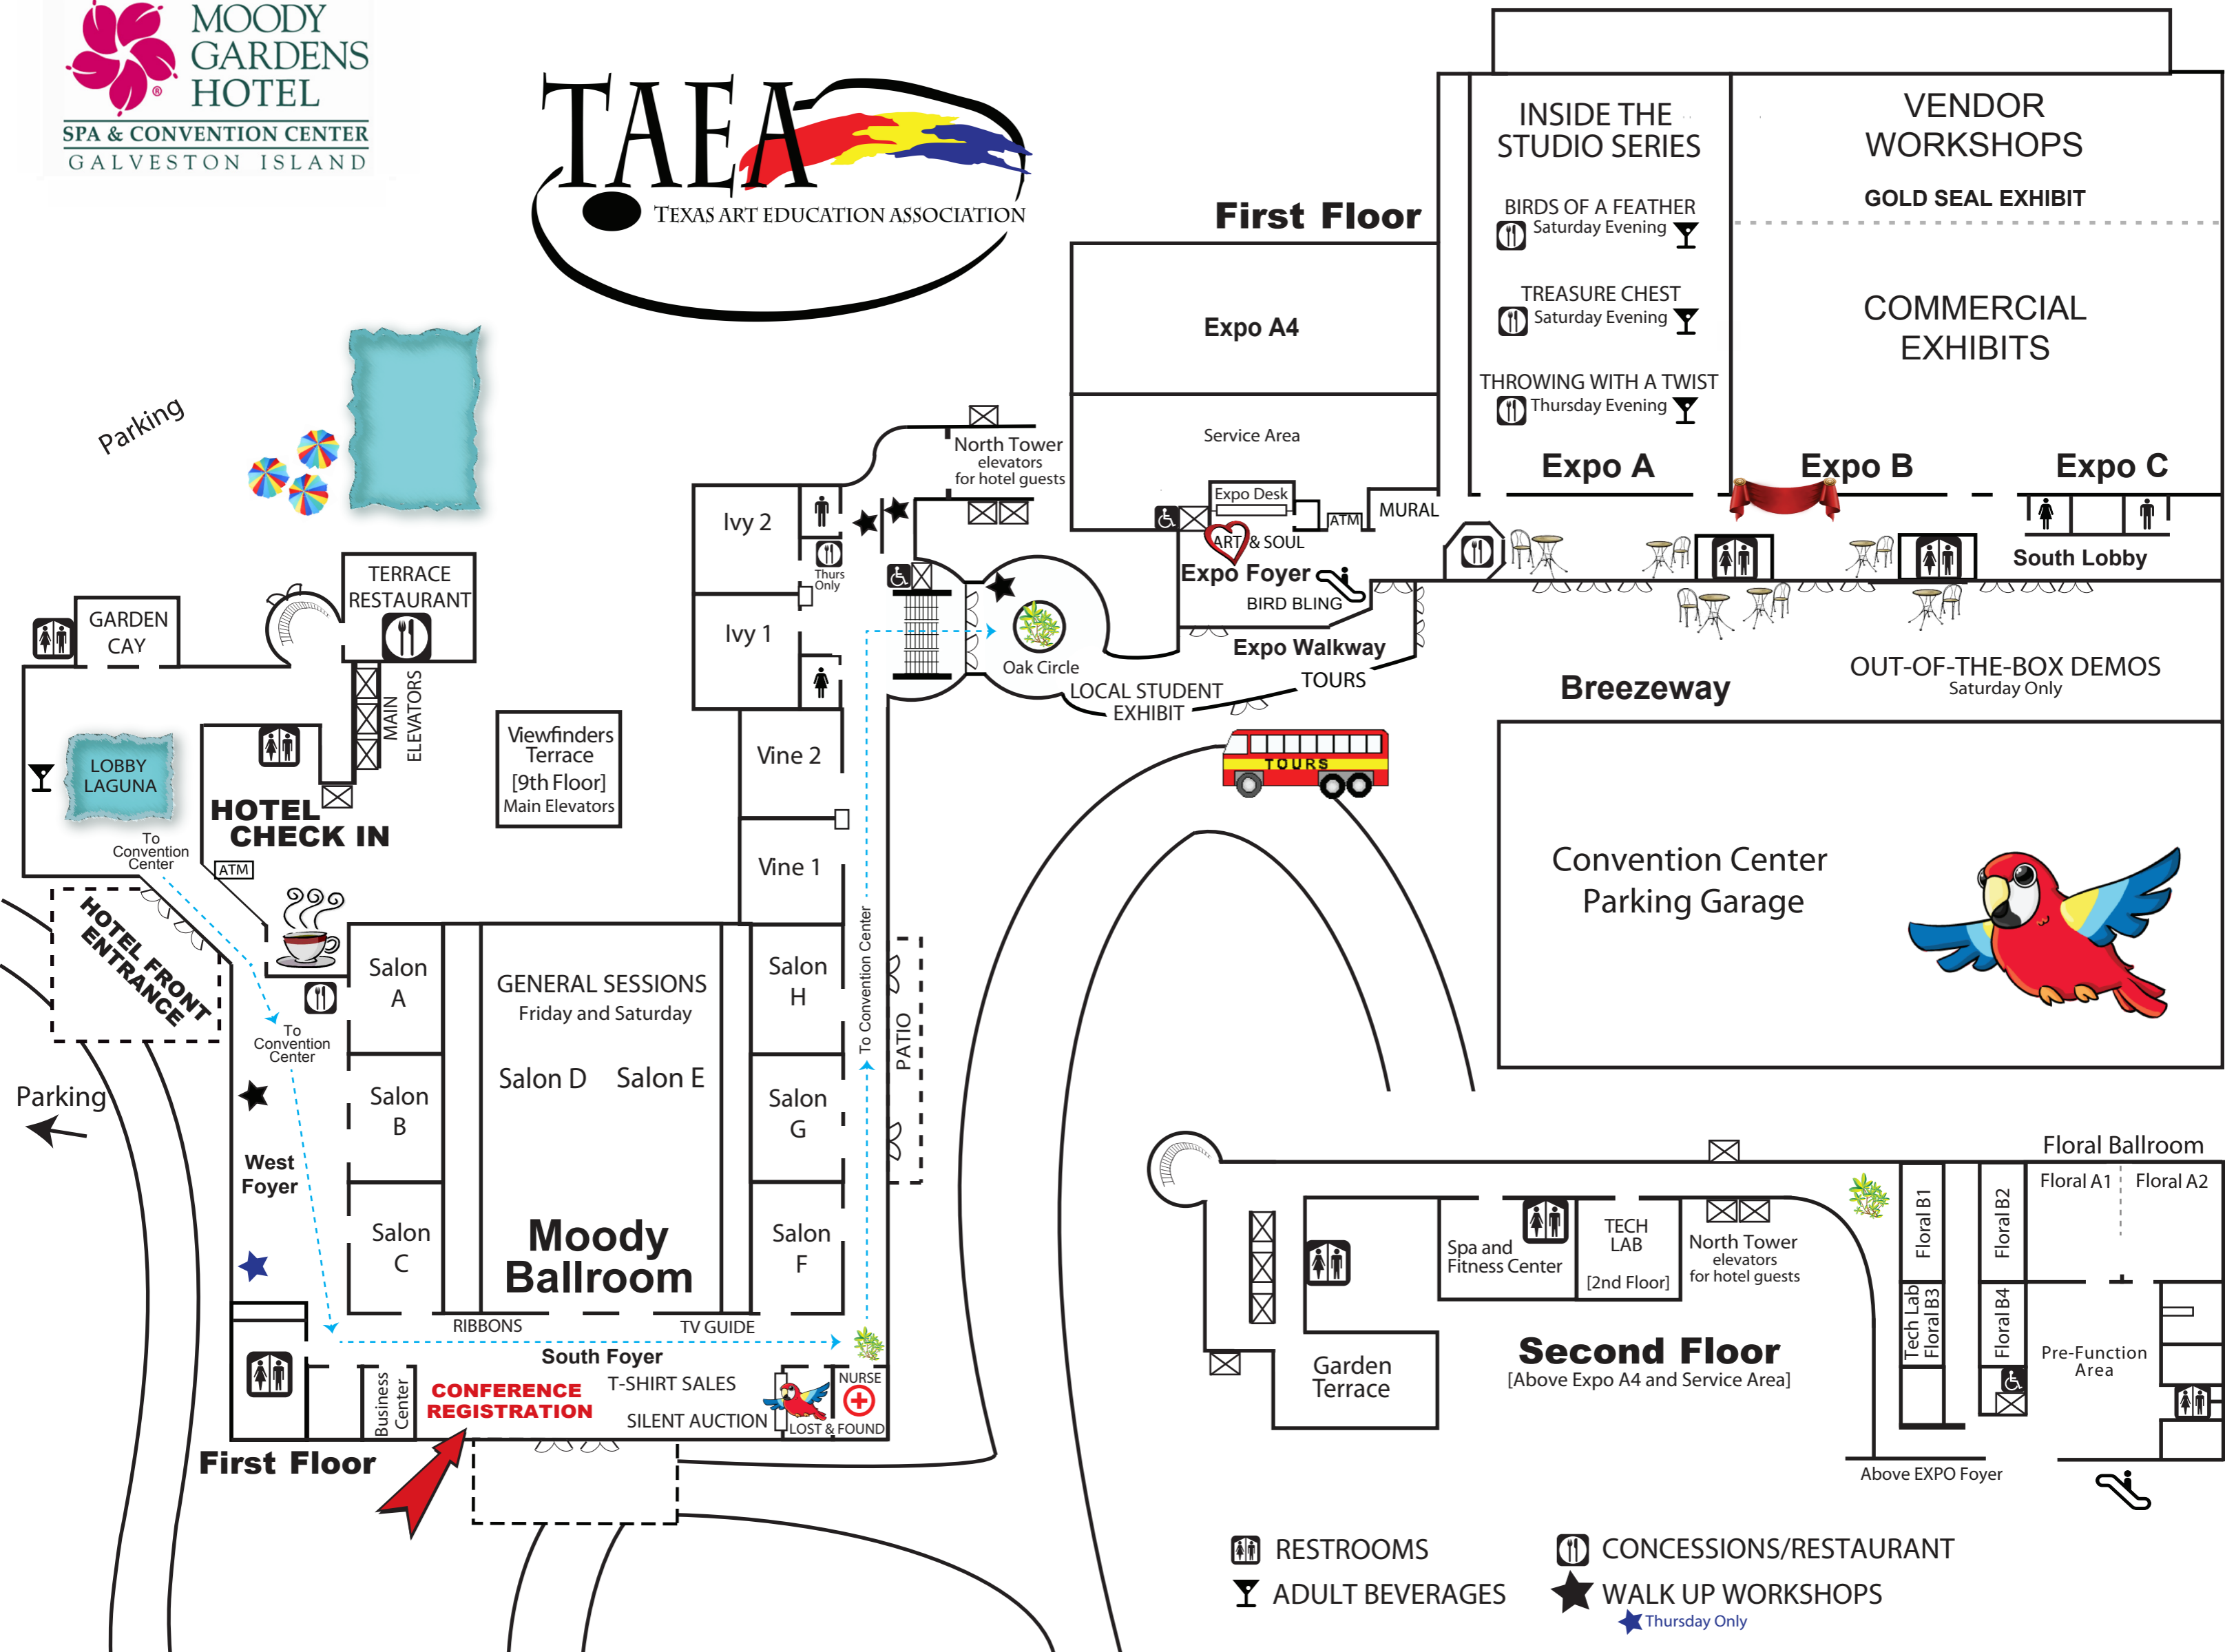 MOODY
GARDENS
HOTEL
®
SPA & CONVENTION CENTER
GALVESTON ISLAND
TAEA
TEXAS ART EDUCATION ASSOCIATION
First Floor
INSIDE THE
STUDIO SERIES
BIRDS OF A FEATHER
Saturday Evening
TREASURE CHEST
Saturday Evening
THROWING WITH A TWIST
Thursday Evening
Expo A
VENDOR
WORKSHOPS
GOLD SEAL EXHIBIT
COMMERCIAL
EXHIBITS
Expo B
Expo C
Expo A4
Service Area
Expo Desk
ATM
MURAL
ART & SOUL
Expo Foyer
BIRD BLING
Expo Walkway
TOURS
South Lobby
OUT-OF-THE-BOX DEMOS
Saturday Only
Breezeway
Convention Center
Parking Garage
Parking
North Tower
elevators
for hotel guests
Ivy 2
Thurs
Only
Ivy 1
Oak Circle
LOCAL STUDENT
EXHIBIT
TOURS
TERRACE
RESTAURANT
GARDEN
CAY
MAIN
ELEVATORS
Viewfinders
Terrace
[9th Floor]
Main Elevators
Vine 2
Vine 1
LOBBY
LAGUNA
HOTEL
CHECK IN
To
Convention
Center
ATM
HOTEL FRONT
ENTRANCE
To
Convention
Center
Parking
West
Foyer
Salon
A
Salon
B
Salon
C
GENERAL SESSIONS
Friday and Saturday
Salon D
Salon E
Moody
Ballroom
Salon
H
Salon
G
Salon
F
To Convention Center
PATIO
RIBBONS
TV GUIDE
South Foyer
Business
Center
CONFERENCE
REGISTRATION
T-SHIRT SALES
SILENT AUCTION
NURSE
LOST & FOUND
First Floor
Floral Ballroom
Floral A1
Floral A2
Floral B1
Floral B2
Tech Lab
Floral B3
Floral B4
Pre-Function
Area
Spa and
Fitness Center
TECH
LAB
[2nd Floor]
North Tower
elevators
for hotel guests
Garden
Terrace
Second Floor
[Above Expo A4 and Service Area]
Above EXPO Foyer
RESTROOMS
CONCESSIONS/RESTAURANT
ADULT BEVERAGES
WALK UP WORKSHOPS
Thursday Only